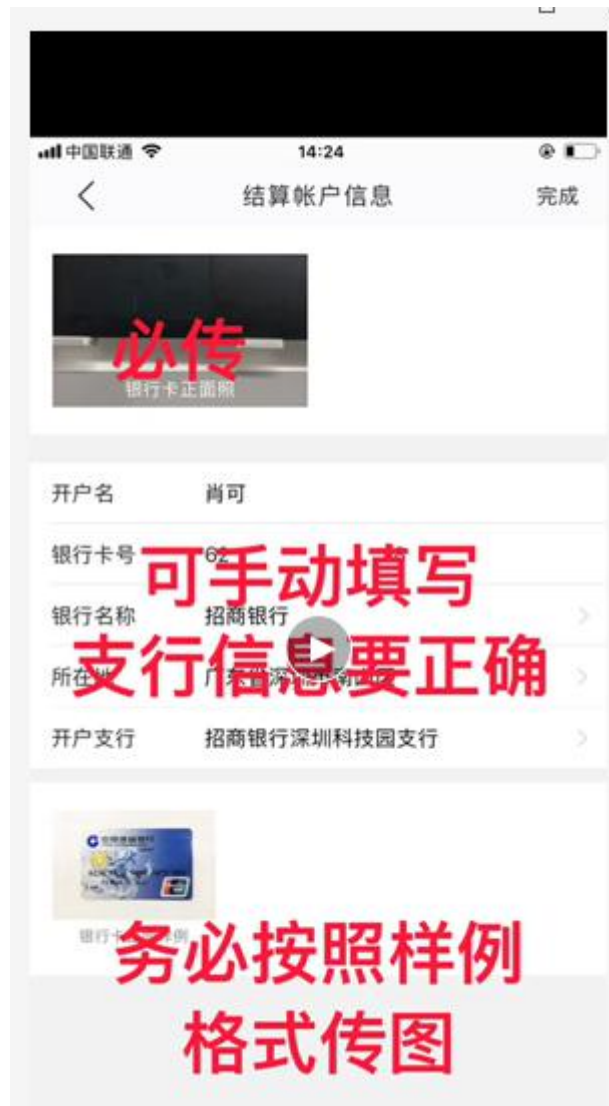 中国联通
14:24
结算帐户信息
完成
必传
银行卡正面照
开户名 肖可
银行卡号 62
可手动填写
银行名称 招商银行
支行信息要正确
所在
开户支行 招商银行深圳科技园支行
银行卡
务必按照样例
格式传图